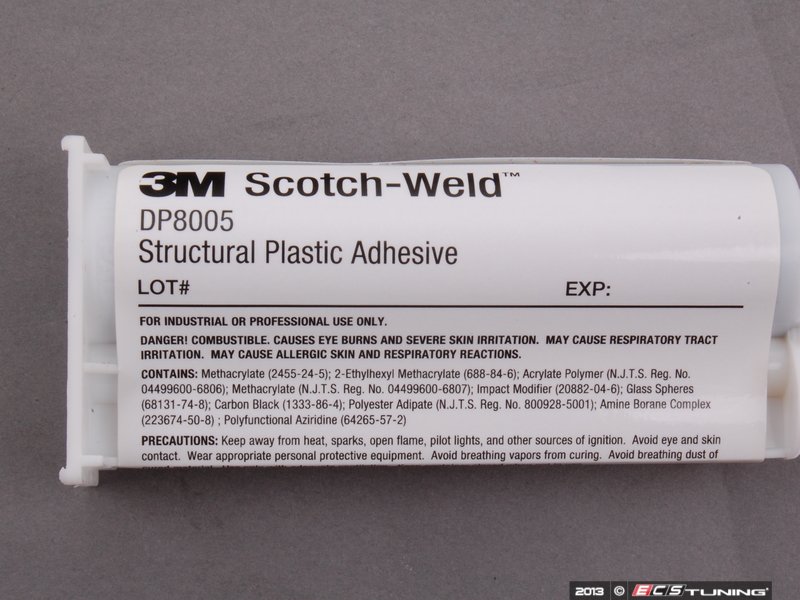 3M Scotch-Weld™
DP8005
Structural Plastic Adhesive
LOT# EXP:
FOR INDUSTRIAL OR PROFESSIONAL USE ONLY.
DANGER! COMBUSTIBLE. CAUSES EYE BURNS AND SEVERE SKIN IRRITATION. MAY CAUSE RESPIRATORY TRACT
IRRITATION. MAY CAUSE ALLERGIC SKIN AND RESPIRATORY REACTIONS.
CONTAINS: Methacrylate (2455-24-5); 2-Ethylhexyl Methacrylate (688-84-6); Acrylate Polymer (N.J.T.S. Reg. No.
04499600-6806); Methacrylate (N.J.T.S. Reg. No. 04499600-6807); Impact Modifier (20882-04-6); Glass Spheres
(68131-74-8); Carbon Black (1333-86-4); Polyester Adipate (N.J.T.S. Reg. No. 800928-5001); Amine Borane Complex
(223674-50-8) ; Polyfunctional Aziridine (64265-57-2)
PRECAUTIONS: Keep away from heat, sparks, open flame, pilot lights, and other sources of ignition. Avoid eye and skin
contact. Wear appropriate personal protective equipment. Avoid breathing vapors from curing. Avoid breathing dust of
2013 © ECS TUNING